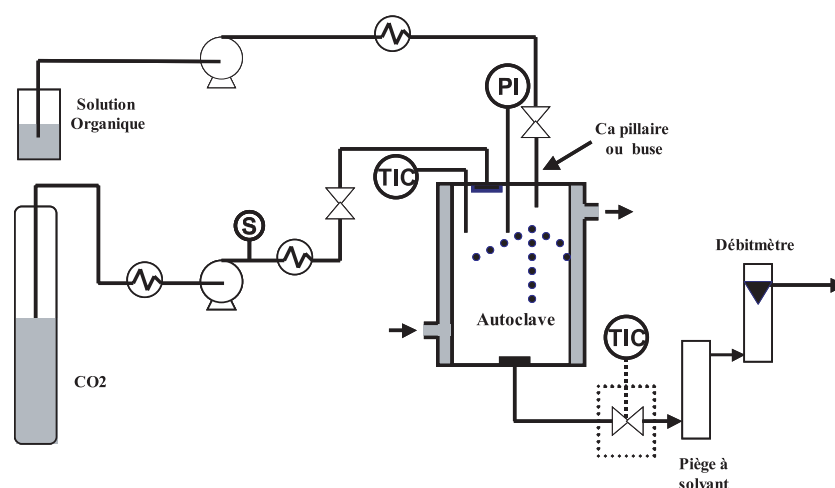 Solution
Organique
PI
Ca pillaire
ou buse
TIC
S
Débitmètre
Autoclave
TIC
CO2
Piège à
solvant